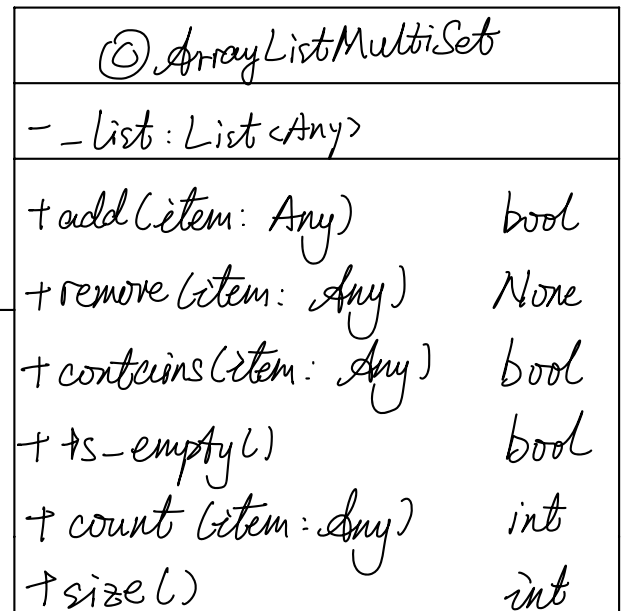 © ArrayListMultiSet
- _list: List<Any>
+ add(item: Any) bool
+ remove(item: Any) None
+ contains(item: Any) bool
+ is_empty() bool
+ count(item: Any) int
+ size() int